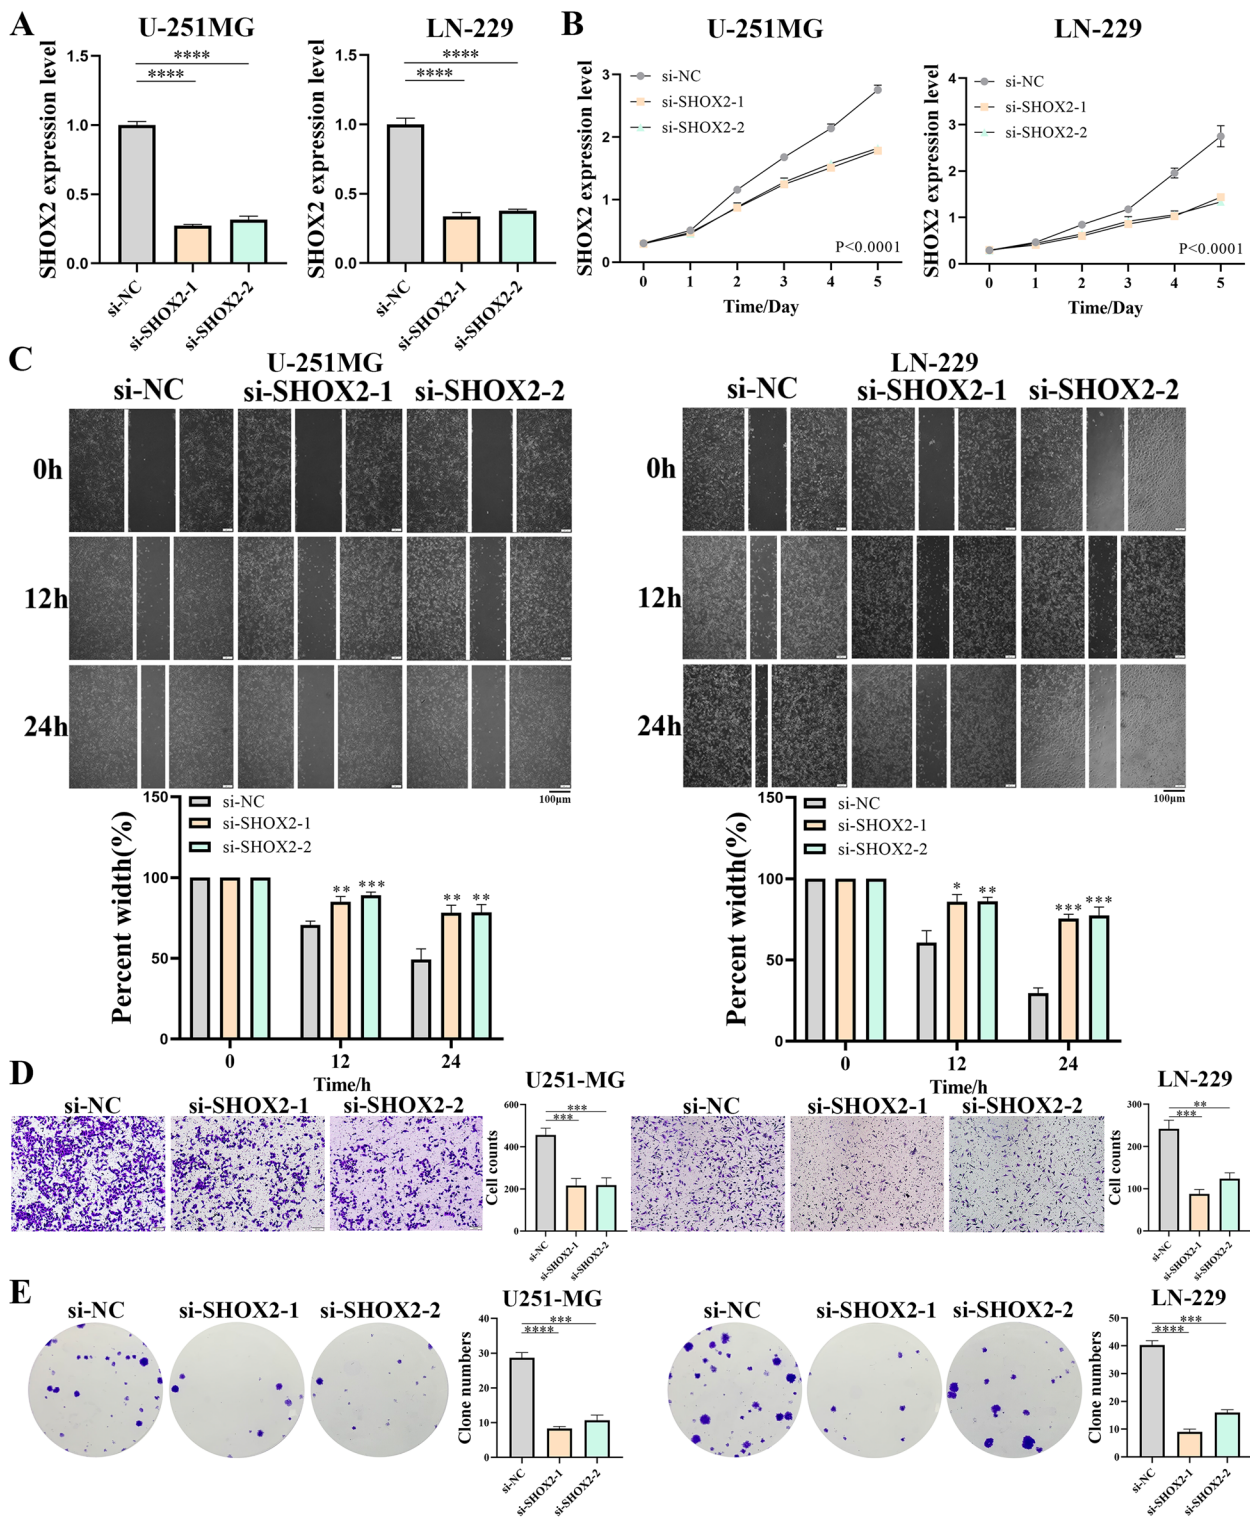 A
U-251MG
LN-229
SHOX2 expression level
1.5
1.0
0.5
0.0
****
****
si-NC
si-SHOX2-1
si-SHOX2-2
SHOX2 expression level
1.5
1.0
0.5
0.0
****
****
si-NC
si-SHOX2-1
si-SHOX2-2
B
U-251MG
LN-229
SHOX2 expression level
3
2
1
0
si-NC
si-SHOX2-1
si-SHOX2-2
P<0.0001
0 1 2 3 4 5
Time/Day
SHOX2 expression level
4
3
2
1
0
si-NC
si-SHOX2-1
si-SHOX2-2
P<0.0001
0 1 2 3 4 5
Time/Day
C
U-251MG
si-NC si-SHOX2-1 si-SHOX2-2
0h
12h
24h
100μm
LN-229
si-NC si-SHOX2-1 si-SHOX2-2
0h
12h
24h
100μm
Percent width(%)
150
100
50
0
si-NC
si-SHOX2-1
si-SHOX2-2
** ***
** **
0 12 24
Time/h
Percent width(%)
150
100
50
0
si-NC
si-SHOX2-1
si-SHOX2-2
* **
*** ***
0 12 24
Time/h
D
si-NC si-SHOX2-1 si-SHOX2-2
U251-MG
Cell counts
600
400
200
0
***
***
si-NC
si-SHOX2-1
si-SHOX2-2
si-NC si-SHOX2-1 si-SHOX2-2
LN-229
Cell counts
300
200
100
0
**
***
si-NC
si-SHOX2-1
si-SHOX2-2
E
si-NC si-SHOX2-1 si-SHOX2-2
U251-MG
Clone numbers
40
30
20
10
0
***
****
si-NC
si-SHOX2-1
si-SHOX2-2
si-NC si-SHOX2-1 si-SHOX2-2
LN-229
Clone numbers
50
40
30
20
10
0
***
****
si-NC
si-SHOX2-1
si-SHOX2-2